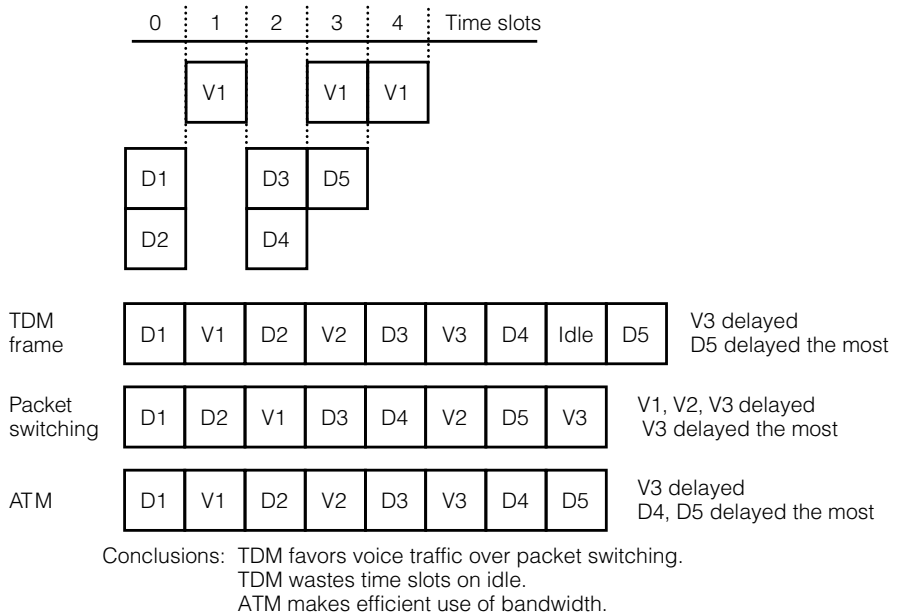 0 1 2 3 4 Time slots
V1 V1 V1
D1 D3 D5
D2 D4
TDM
frame
D1 V1 D2 V2 D3 V3 D4 Idle D5
V3 delayed
D5 delayed the most
Packet
switching
D1 D2 V1 D3 D4 V2 D5 V3
V1, V2, V3 delayed
V3 delayed the most
ATM
D1 V1 D2 V2 D3 V3 D4 D5
V3 delayed
D4, D5 delayed the most
Conclusions: TDM favors voice traffic over packet switching.
TDM wastes time slots on idle.
ATM makes efficient use of bandwidth.